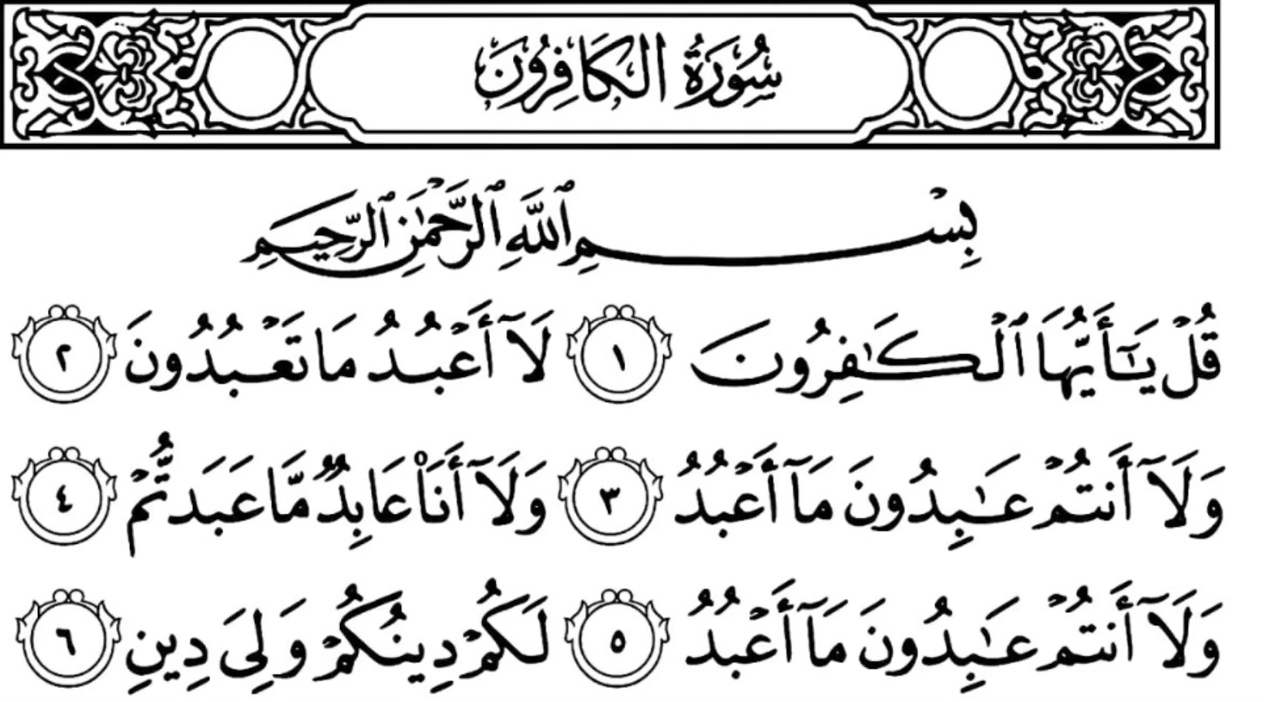 سُورَةُ الكَافِرُونَ
بِسْمِ ٱللَّهِ ٱلرَّحْمَٰنِ ٱلرَّحِيمِ
قُلْ يَٰٓأَيُّهَا ٱلْكَٰفِرُونَ ١ لَآ أَعْبُدُ مَا تَعْبُدُونَ ٢
وَلَآ أَنتُمْ عَٰبِدُونَ مَآ أَعْبُدُ ٣ وَلَآ أَنَا۠ عَابِدٌ مَّا عَبَدتُّمْ ٤
وَلَآ أَنتُمْ عَٰبِدُونَ مَآ أَعْبُدُ ٥ لَكُمْ دِينُكُمْ وَلِىَ دِينِ ٦